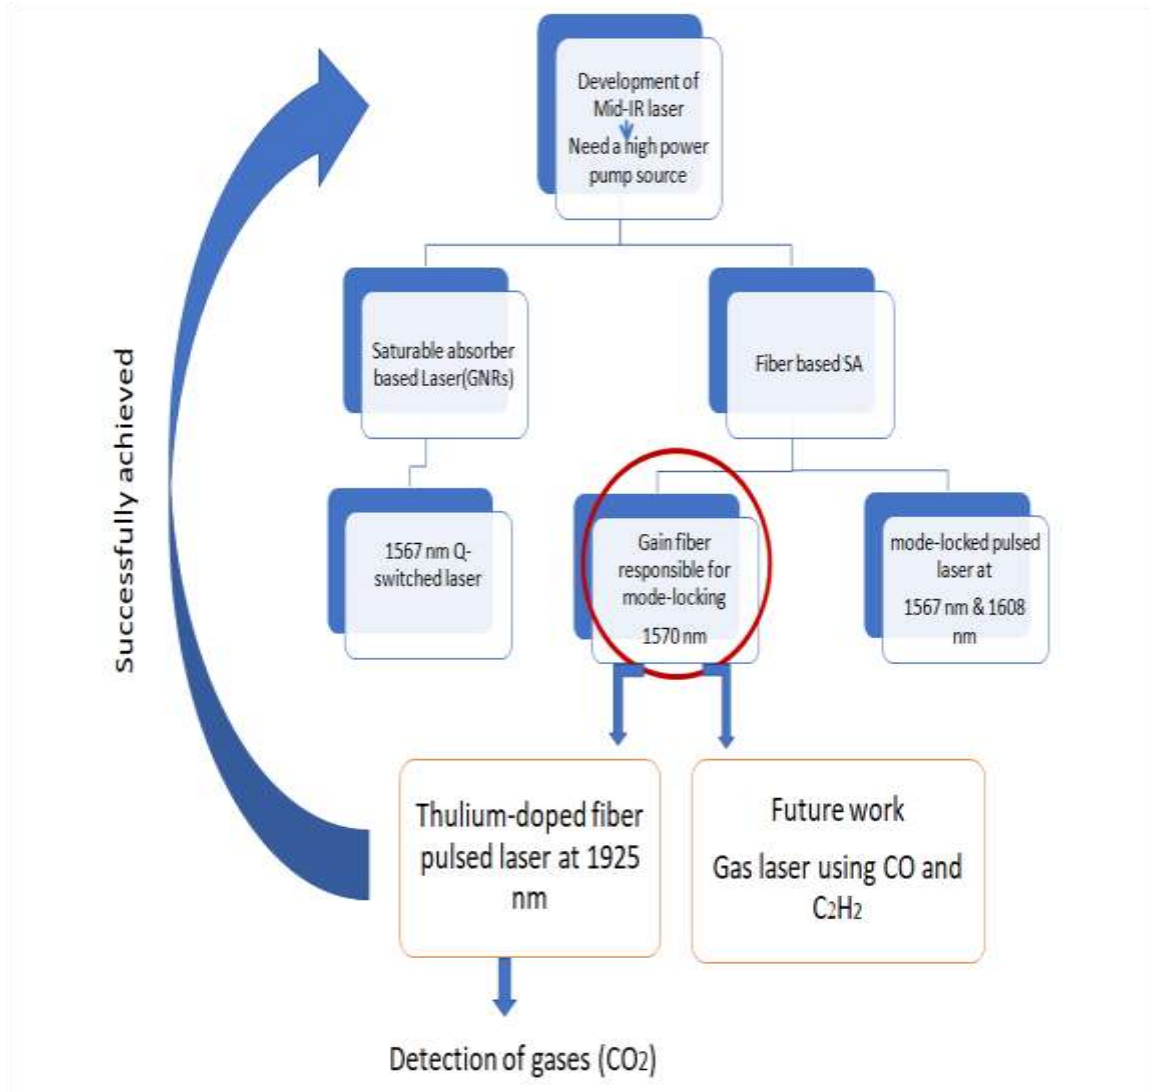 Development of
Mid-IR laser
Need a high power
pump source
Saturable absorber
based Laser(GNRs)
Fiber based SA
1567 nm Q-
switched laser
Gain fiber
responsible for
mode-locking
1570 nm
mode-locked pulsed
laser at
1567 nm & 1608
nm
Successfully achieved
Thulium-doped fiber
pulsed laser at 1925
nm
Future work
Gas laser using CO and
C2H2
Detection of gases (CO2)